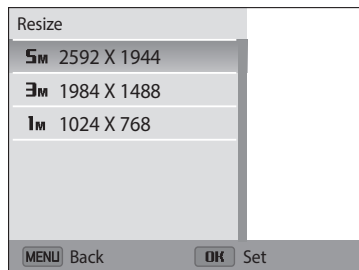 Resize
5M 2592 X 1944
3M 1984 X 1488
1M 1024 X 768
MENU Back OK Set